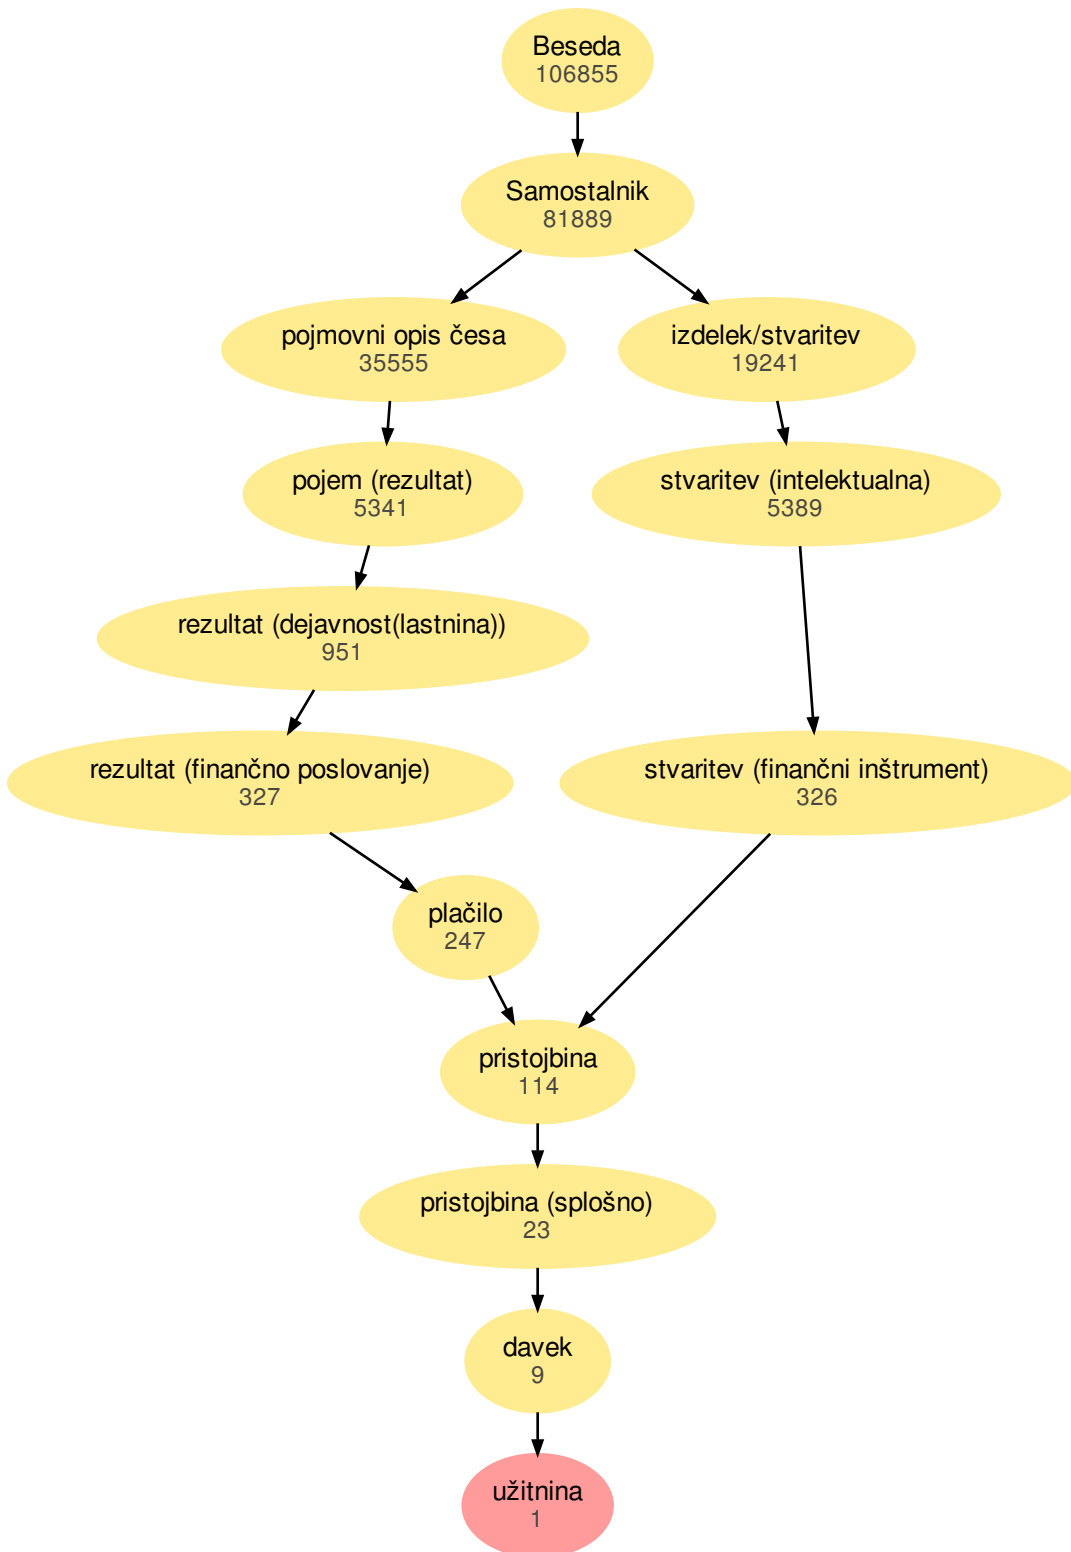 Beseda
106855
Samostalnik
81889
pojmovni opis česa
35555
izdelek/stvaritev
19241
pojem (rezultat)
5341
stvaritev (intelektualna)
5389
rezultat (dejavnost(lastnina))
951
rezultat (finančno poslovanje)
327
stvaritev (finančni inštrument)
326
plačilo
247
pristojbina
114
pristojbina (splošno)
23
davek
9
užitnina
1